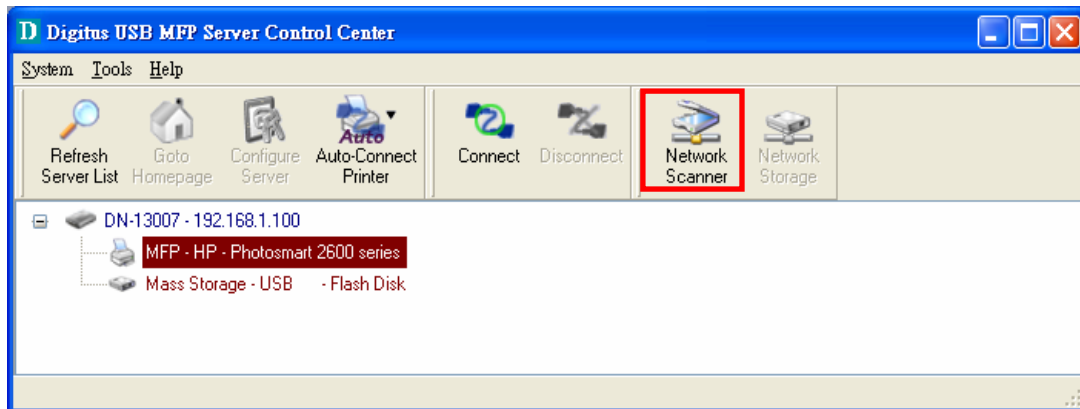 D Digitus USB MFP Server Control Center
System Tools Help
Refresh Server List
Goto Homepage
Configure Server
Auto
Auto-Connect Printer
Connect
Disconnect
Network Scanner
Network Storage
DN-13007 - 192.168.1.100
MFP - HP - Photosmart 2600 series
Mass Storage - USB - Flash Disk